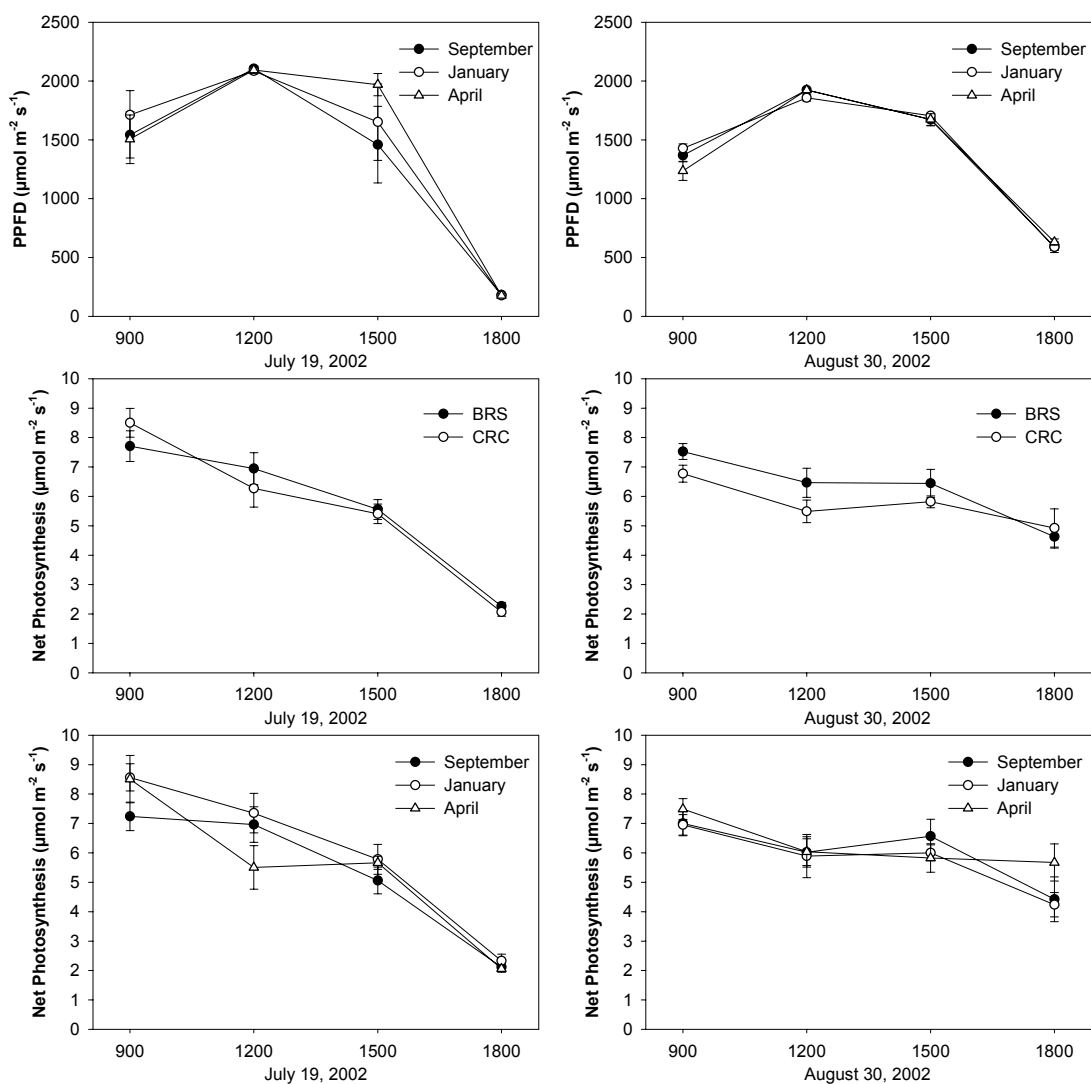 2500
2000
1500
1000
500
0
PPFD (µmol m-2 s-1)
September
January
April
900 1200 1500 1800
July 19, 2002
2500
2000
1500
1000
500
0
PPFD (µmol m-2 s-1)
September
January
April
900 1200 1500 1800
August 30, 2002
10
9
8
7
6
5
4
3
2
1
0
Net Photosynthesis (µmol m-2 s-1)
BRS
CRC
900 1200 1500 1800
July 19, 2002
10
9
8
7
6
5
4
3
2
1
0
Net Photosynthesis (µmol m-2 s-1)
BRS
CRC
900 1200 1500 1800
August 30, 2002
10
9
8
7
6
5
4
3
2
1
0
Net Photosynthesis (µmol m-2 s-1)
September
January
April
900 1200 1500 1800
July 19, 2002
10
9
8
7
6
5
4
3
2
1
0
Net Photosynthesis (µmol m-2 s-1)
September
January
April
900 1200 1500 1800
August 30, 2002